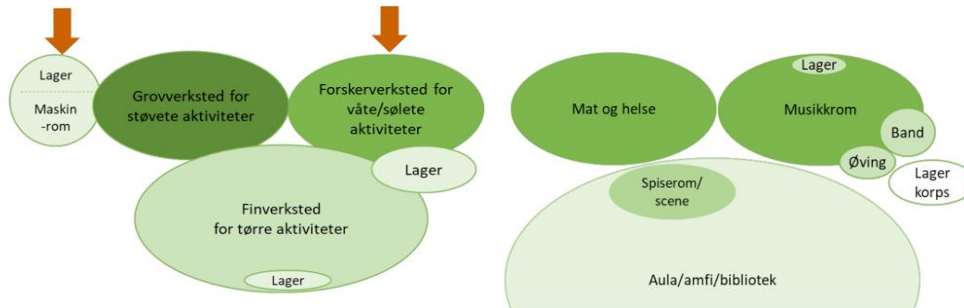 Lager
Maskin
-rom
Grovverksted for
støvete aktiviteter
Forskerverksted for
våte/sølete
aktiviteter
Lager
Finverksted
for tørre aktiviteter
Lager
Mat og helse
Lager
Musikkrom
Band
Øving
Lager
korps
Spiserom/
scene
Aula/amfi/bibliotek